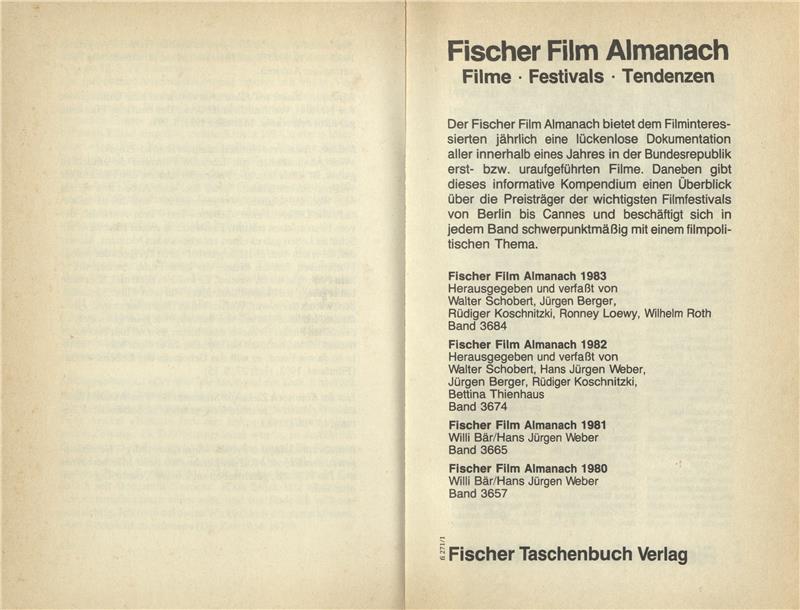 Fischer Film Almanach
Filme · Festivals · Tendenzen
Der Fischer Film Almanach bietet dem Filminteres-
sierten jährlich eine lückenlose Dokumentation
aller innerhalb eines Jahres in der Bundesrepublik
erst- bzw. uraufgeführten Filme. Daneben gibt
dieses informative Kompendium einen Überblick
über die Preisträger der wichtigsten Filmfestivals
von Berlin bis Cannes und beschäftigt sich in
jedem Band schwerpunktmäßig mit einem filmpoli-
tischen Thema.
Fischer Film Almanach 1983
Herausgegeben und verfaßt von
Walter Schobert, Jürgen Berger,
Rüdiger Koschnitzki, Ronney Loewy, Wilhelm Roth
Band 3684
Fischer Film Almanach 1982
Herausgegeben und verfaßt von
Walter Schobert, Hans Jürgen Weber,
Jürgen Berger, Rüdiger Koschnitzki,
Bettina Thienhaus
Band 3674
Fischer Film Almanach 1981
Willi Bär/Hans Jürgen Weber
Band 3665
Fischer Film Almanach 1980
Willi Bär/Hans Jürgen Weber
Band 3657
fi 271/1
Fischer Taschenbuch Verlag